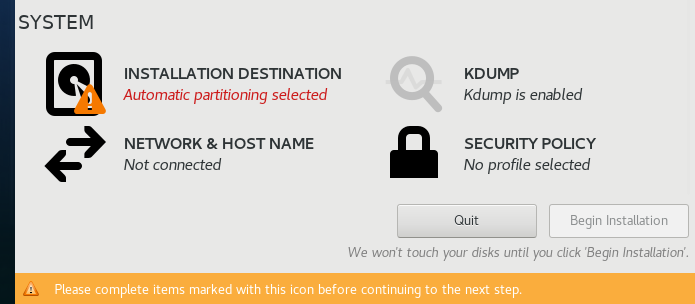 SYSTEM
INSTALLATION DESTINATION
Automatic partitioning selected
KDUMP
Kdump is enabled
NETWORK & HOST NAME
Not connected
SECURITY POLICY
No profile selected
Quit
Begin Installation
We won't touch your disks until you click 'Begin Installation'.
Please complete items marked with this icon before continuing to the next step.